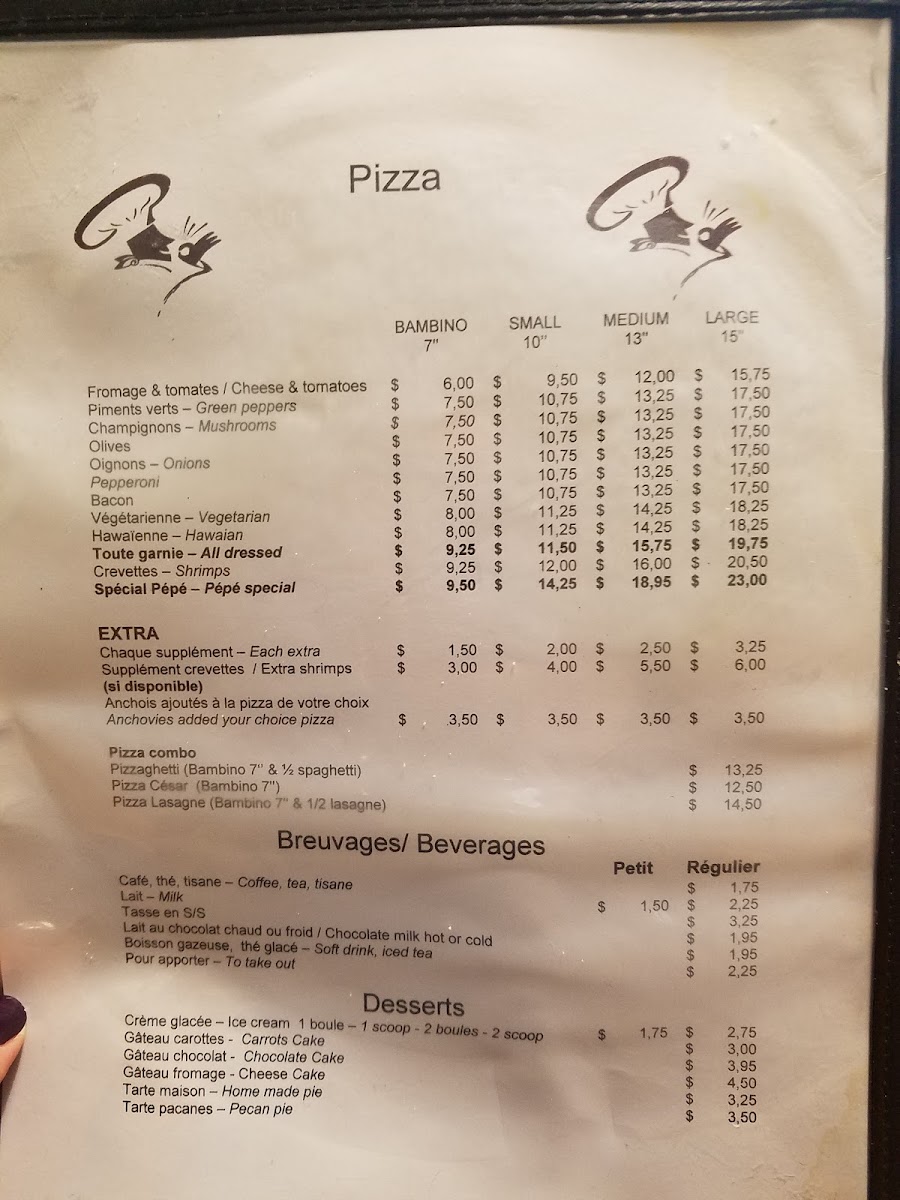 Pizza
BAMBINO SMALL MEDIUM LARGE
7" 10" 13" 15"
Fromage & tomates / Cheese & tomatoes $ 6,00 $ 9,50 $ 12,00 $ 15,75
Piments verts – Green peppers $ 7,50 $ 10,75 $ 13,25 $ 17,50
Champignons – Mushrooms $ 7,50 $ 10,75 $ 13,25 $ 17,50
Olives $ 7,50 $ 10,75 $ 13,25 $ 17,50
Oignons – Onions $ 7,50 $ 10,75 $ 13,25 $ 17,50
Pepperoni $ 7,50 $ 10,75 $ 13,25 $ 17,50
Bacon $ 7,50 $ 10,75 $ 13,25 $ 17,50
Végétarienne – Vegetarian $ 8,00 $ 11,25 $ 14,25 $ 18,25
Hawaïenne – Hawaian $ 8,00 $ 11,25 $ 14,25 $ 18,25
Toute garnie – All dressed $ 9,25 $ 11,50 $ 15,75 $ 19,75
Crevettes – Shrimps $ 9,25 $ 12,00 $ 16,00 $ 20,50
Spécial Pépé – Pépé special $ 9,50 $ 14,25 $ 18,95 $ 23,00
EXTRA
Chaque supplément – Each extra $ 1,50 $ 2,00 $ 2,50 $ 3,25
Supplément crevettes / Extra shrimps $ 3,00 $ 4,00 $ 5,50 $ 6,00
(si disponible)
Anchois ajoutés à la pizza de votre choix
Anchovies added your choice pizza $ 3,50 $ 3,50 $ 3,50 $ 3,50
Pizza combo
Pizzaghetti (Bambino 7" & ½ spaghetti) $ 13,25
Pizza César (Bambino 7") $ 12,50
Pizza Lasagne (Bambino 7" & 1/2 lasagne) $ 14,50
Breuvages/ Beverages
Petit Régulier
Café, thé, tisane – Coffee, tea, tisane $ 1,75
Lait – Milk $ 1,50 $ 2,25
Tasse en S/S $ 3,25
Lait au chocolat chaud ou froid / Chocolate milk hot or cold $ 1,95
Boisson gazeuse, thé glacé – Soft drink, iced tea $ 1,95
Pour apporter – To take out $ 2,25
Desserts
Crème glacée – Ice cream 1 boule – 1 scoop - 2 boules - 2 scoop $ 1,75 $ 2,75
Gâteau carottes - Carrots Cake $ 3,00
Gâteau chocolat - Chocolate Cake $ 3,95
Gâteau fromage - Cheese Cake $ 4,50
Tarte maison – Home made pie $ 3,25
Tarte pacanes – Pecan pie $ 3,50